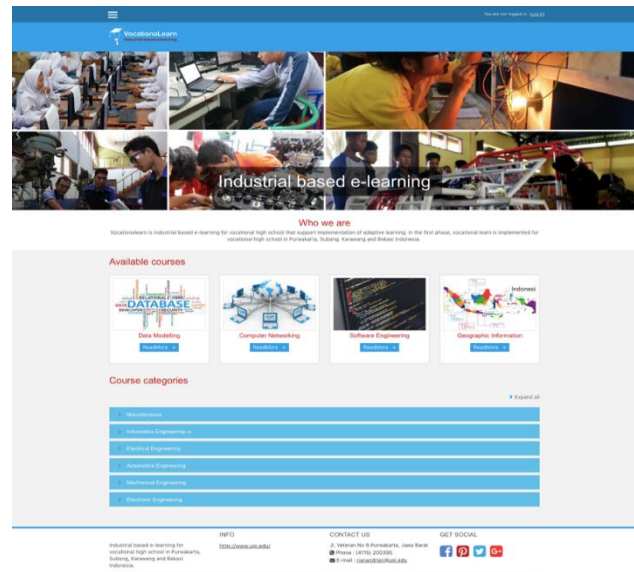 You are not logged in. (Log in)
VocationaLearn
Industrial based e-learning
Who we are
Vocationalearn is industrial based e-learning for vocational high school that support implementation of adaptive learning. In the first phase, vocational learn is implemented for
vocational high school in Purwakarta, Subang, Karawang and Bekasi Indonesia.
Available courses
RELATIONAL
DATABASE
DEVELOPER SECURITY
Indonesi
Data Modelling
Computer Networking
Software Engineering
Geographic Information
ReadMore >
ReadMore >
ReadMore >
ReadMore >
Course categories
Expand all
Miscellaneous
Informatics Engineering
Electrical Engineering
Automotive Engineering
Mechanical Engineering
Electronic Engineering
Industrial based e-learning for
vocational high school in Purwakarta,
Subang, Karawang and Bekasi
Indonesia.
INFO
http://www.upi.edu/
CONTACT US
Jl. Veteran No 8 Purwakarta, Jawa Barat
Phone : (4115) 200395
E-mail :
GET SOCIAL